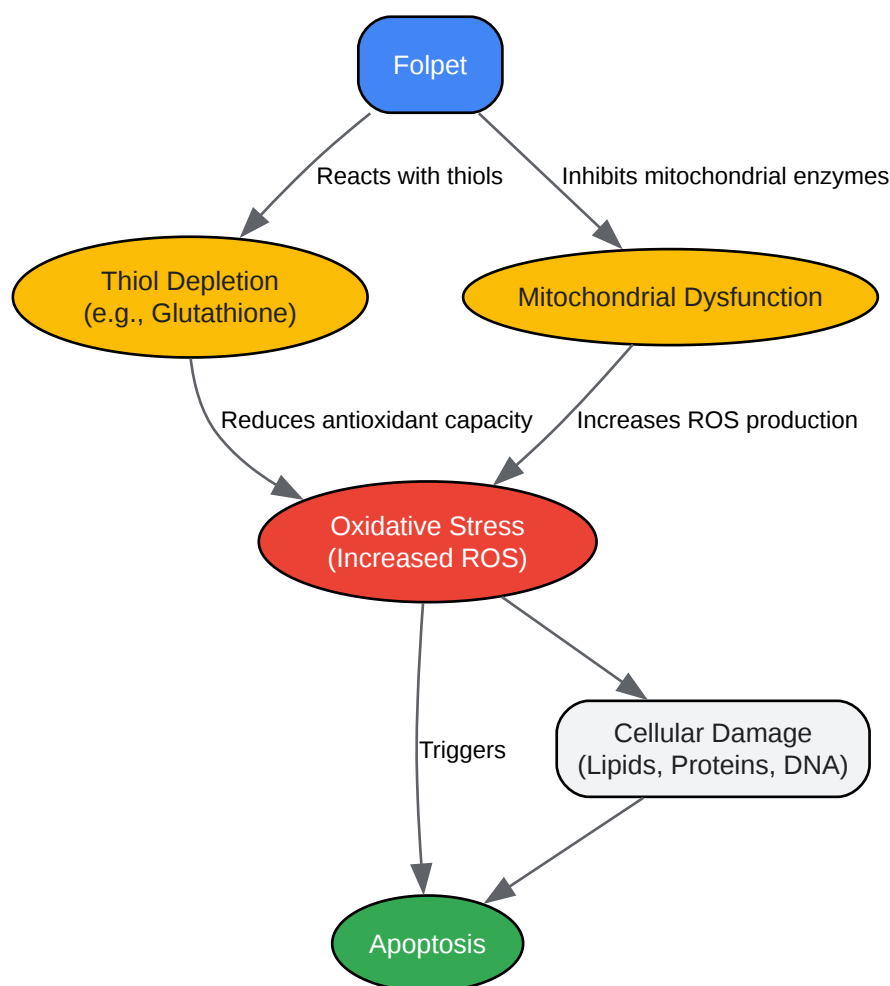 Folpet
Reacts with thiols
Inhibits mitochondrial enzymes
Thiol Depletion
(e.g., Glutathione)
Mitochondrial Dysfunction
Reduces antioxidant capacity
Increases ROS production
Oxidative Stress
(Increased ROS)
Triggers
Cellular Damage
(Lipids, Proteins, DNA)
Apoptosis